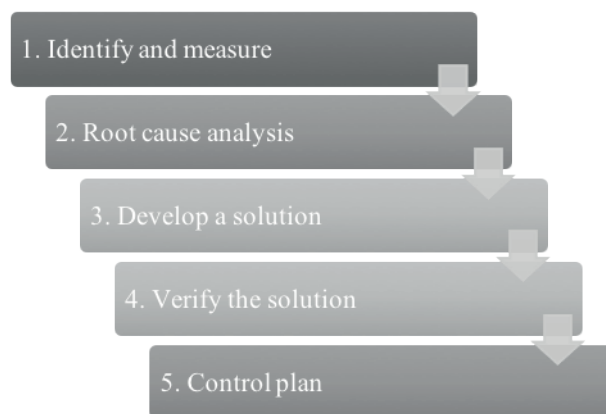 1. Identify and measure
2. Root cause analysis
3. Develop a solution
4. Verify the solution
5. Control plan